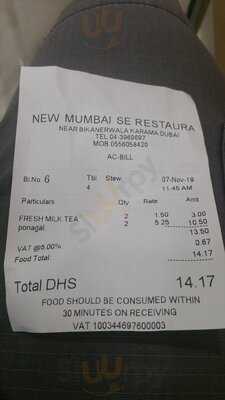 NEW MUMBAI SE RESTAURA
NEAR BIKANERWALA KARAMA DUBAI
TEL 04 3969697
MOB 0556058420
AC-BILL
Bl.No 6 Tbl Stew 07-Nov-19
4 11:45 AM
Particulars Qty Rate Amt
FRESH MILK TEA 2 1.50 3.00
ponagal 2 5.25 10.50
13.50
VAT @5.00% 0.67
Food Total: 14.17
Total DHS 14.17
FOOD SHOULD BE CONSUMED WITHIN
30 MINUTES ON RECEIVING
VAT 100344697600003